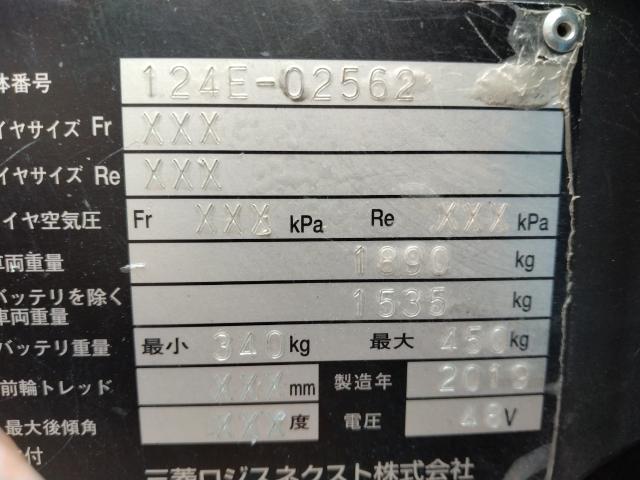 体番号 124E-02562
イヤサイズ Fr XXX
イヤサイズ Re XXX
イヤ空気圧 Fr XXX kPa Re XXX kPa
車両重量 1890 kg
バッテリを除く
車両重量 1535 kg
バッテリ重量 最小 340 kg 最大 450 kg
前輪トレッド XXX mm 製造年 2019
最大後傾角 XXX 度 電圧 48 V
付
三菱ロジスネクスト株式会社